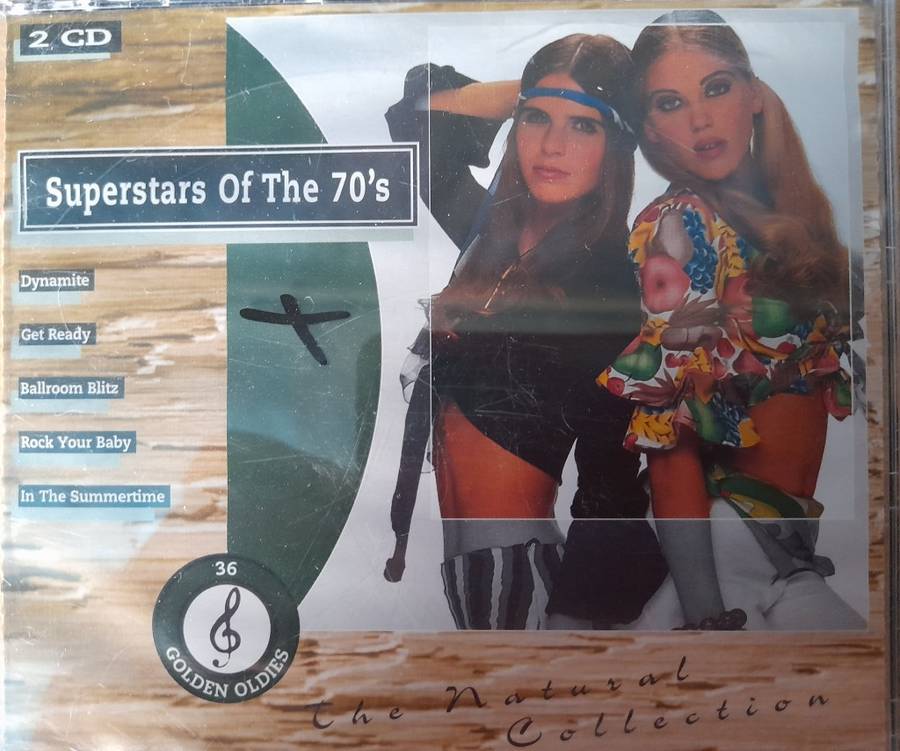 2 CD
Superstars Of The 70's
Dynamite
Get Ready
Ballroom Blitz
Rock Your Baby
In The Summertime
36
GOLDEN OLDIES
The Natural
Collection